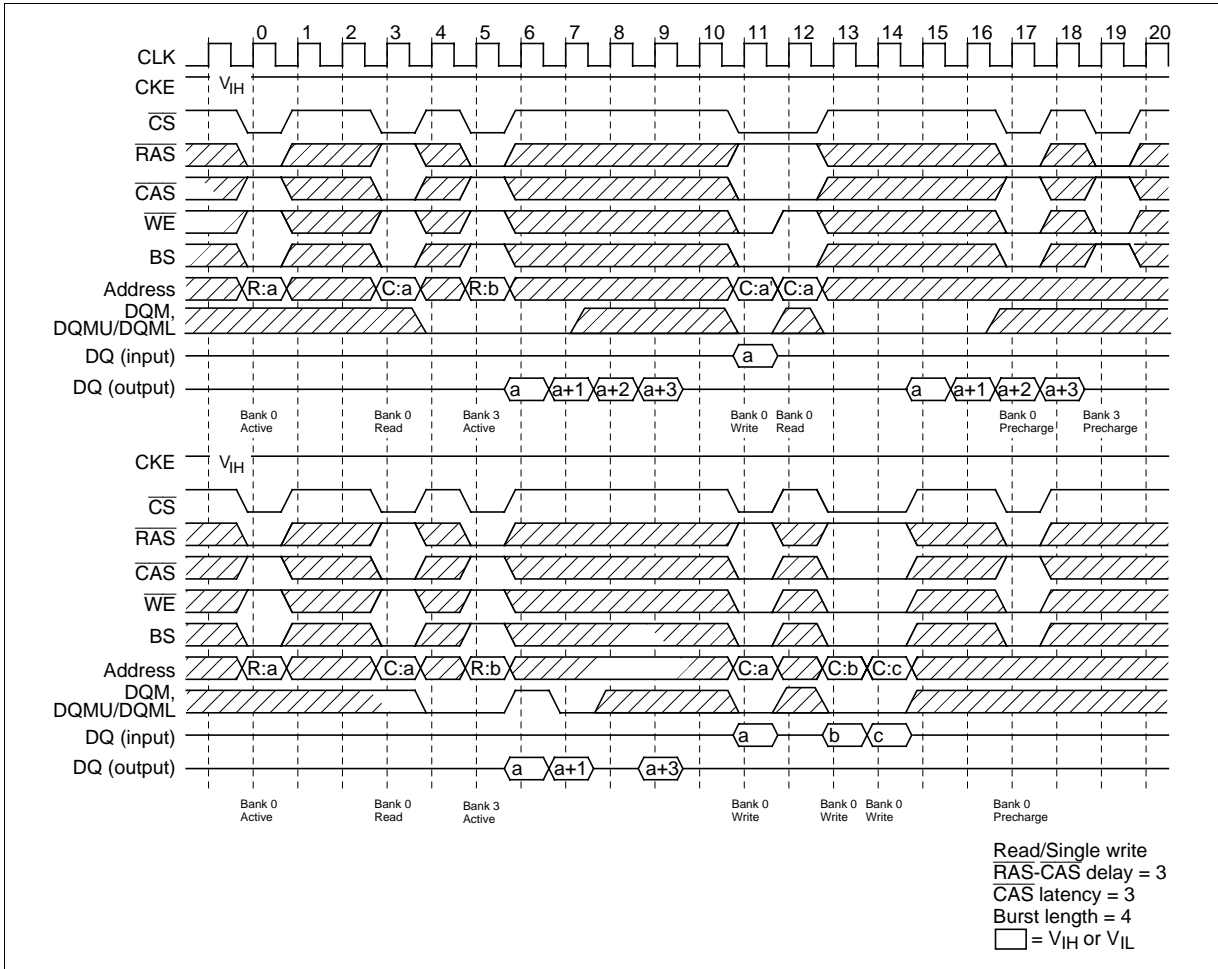 0 1 2 3 4 5 6 7 8 9 10 11 12 13 14 15 16 17 18 19 20
CLK
CKE VIH
CS
RAS
CAS
WE
BS
Address R:a C:a R:b C:a' C:a
DQM,
DQMU/DQML
DQ (input) a
DQ (output) a a+1 a+2 a+3 a a+1 a+2 a+3
Bank 0 Bank 0 Bank 3 Bank 0 Bank 0 Bank 0 Bank 3
Active Read Active Write Read Precharge Precharge
CKE VIH
CS
RAS
CAS
WE
BS
Address R:a C:a R:b C:a C:b C:c
DQM,
DQMU/DQML
DQ (input) a b c
DQ (output) a a+1 a+3
Bank 0 Bank 0 Bank 3 Bank 0 Bank 0 Bank 0 Bank 0
Active Read Active Write Write Write Precharge
Read/Single write
RAS-CAS delay = 3
CAS latency = 3
Burst length = 4
= VIH or VIL